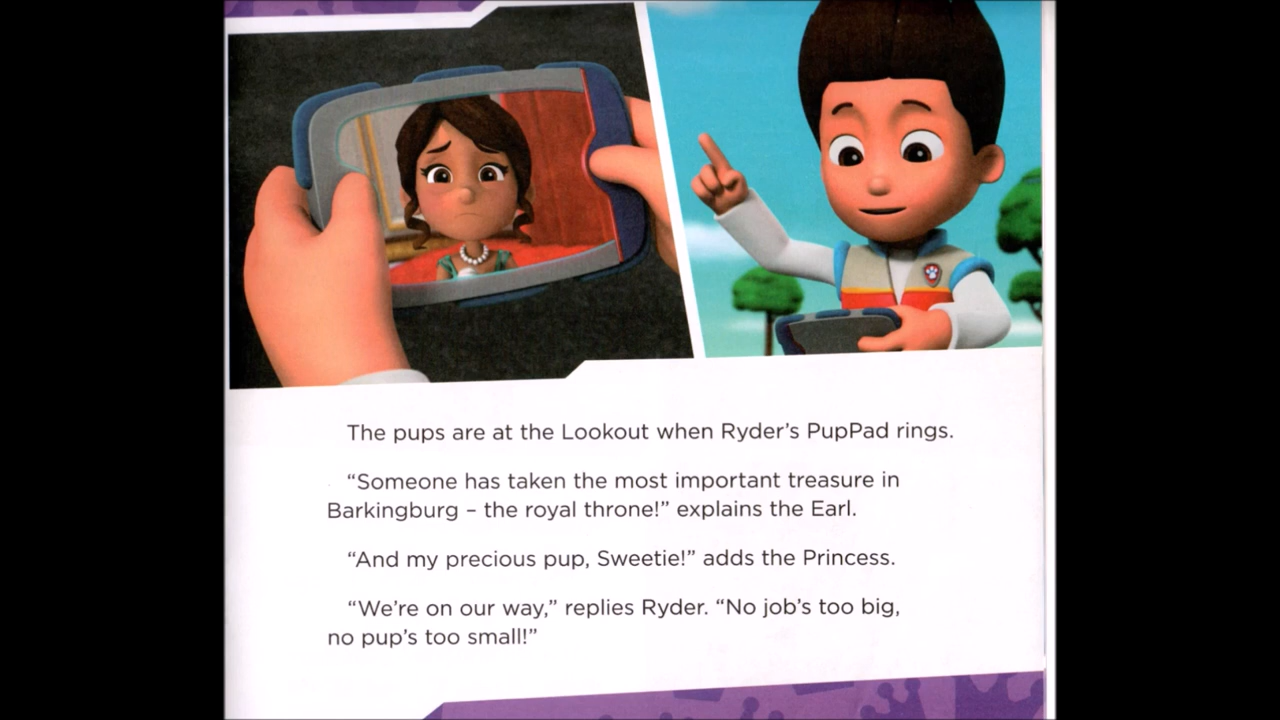 The pups are at the Lookout when Ryder’s PupPad rings.
“Someone has taken the most important treasure in
Barkingburg – the royal throne!” explains the Earl.
“And my precious pup, Sweetie!” adds the Princess.
“We’re on our way,” replies Ryder. “No job’s too big,
no pup’s too small!”